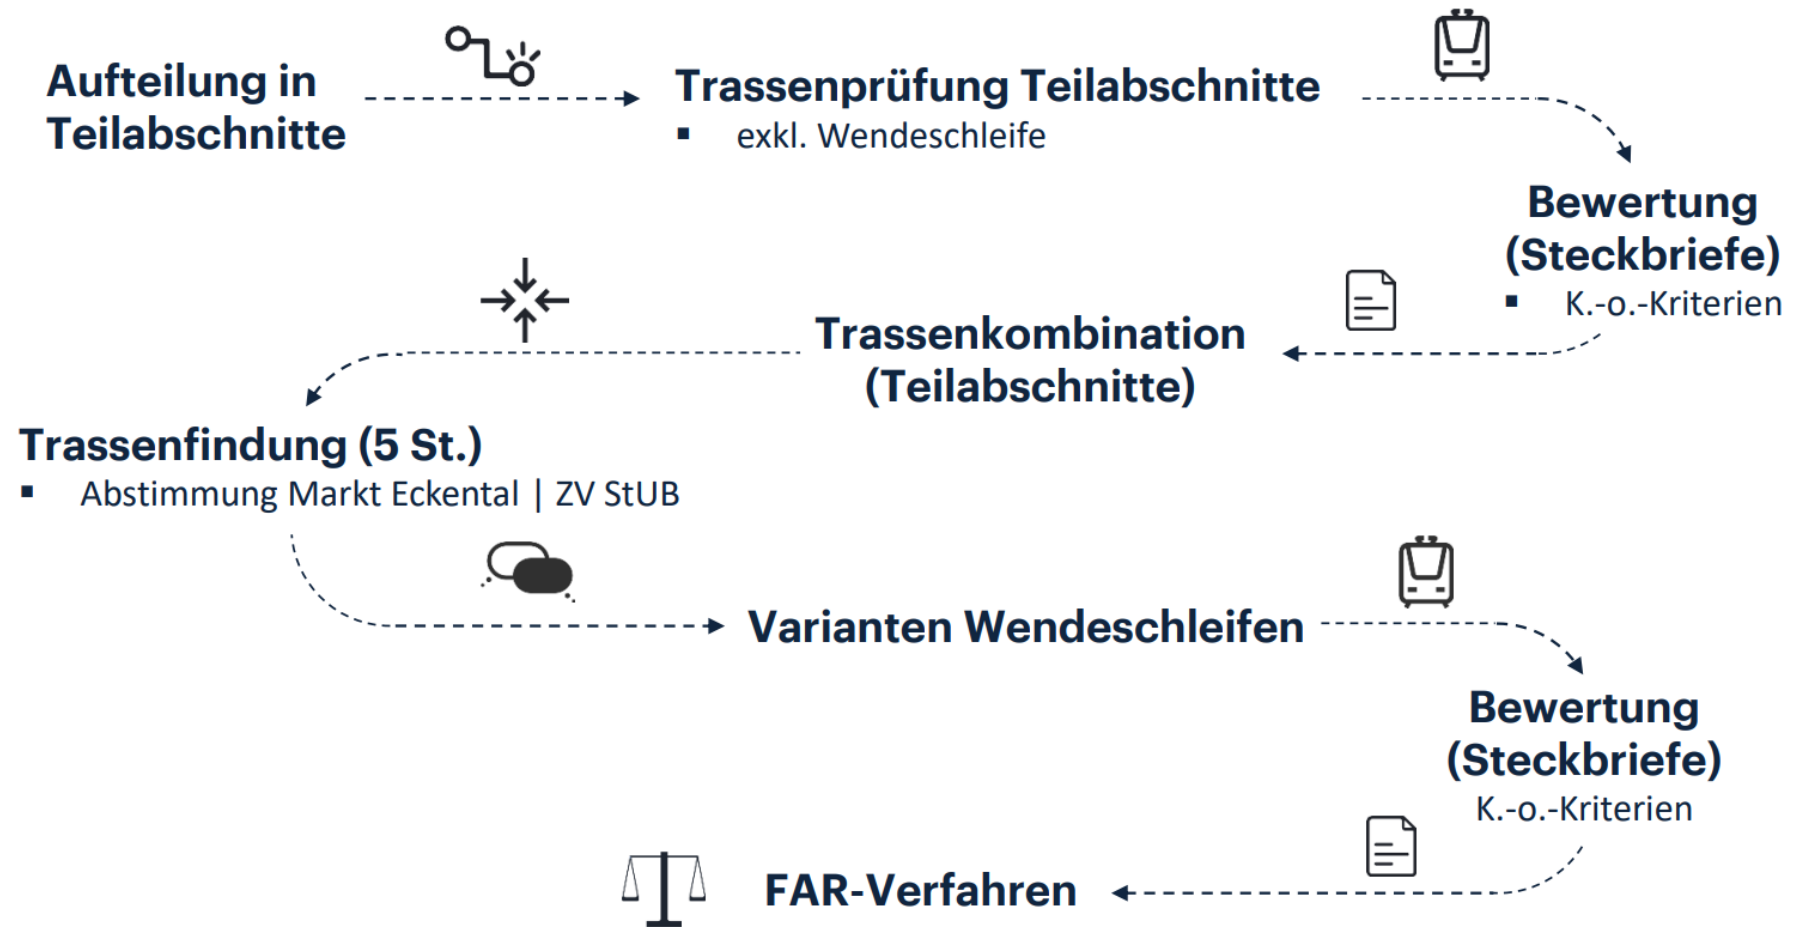 Aufteilung in
Teilabschnitte
Trassenprüfung Teilabschnitte
▪ exkl. Wendeschleife
Bewertung
(Steckbriefe)
▪ K.-o.-Kriterien
Trassenkombination
(Teilabschnitte)
Trassenfindung (5 St.)
▪ Abstimmung Markt Eckental | ZV StUB
Varianten Wendeschleifen
Bewertung
(Steckbriefe)
K.-o.-Kriterien
FAR-Verfahren